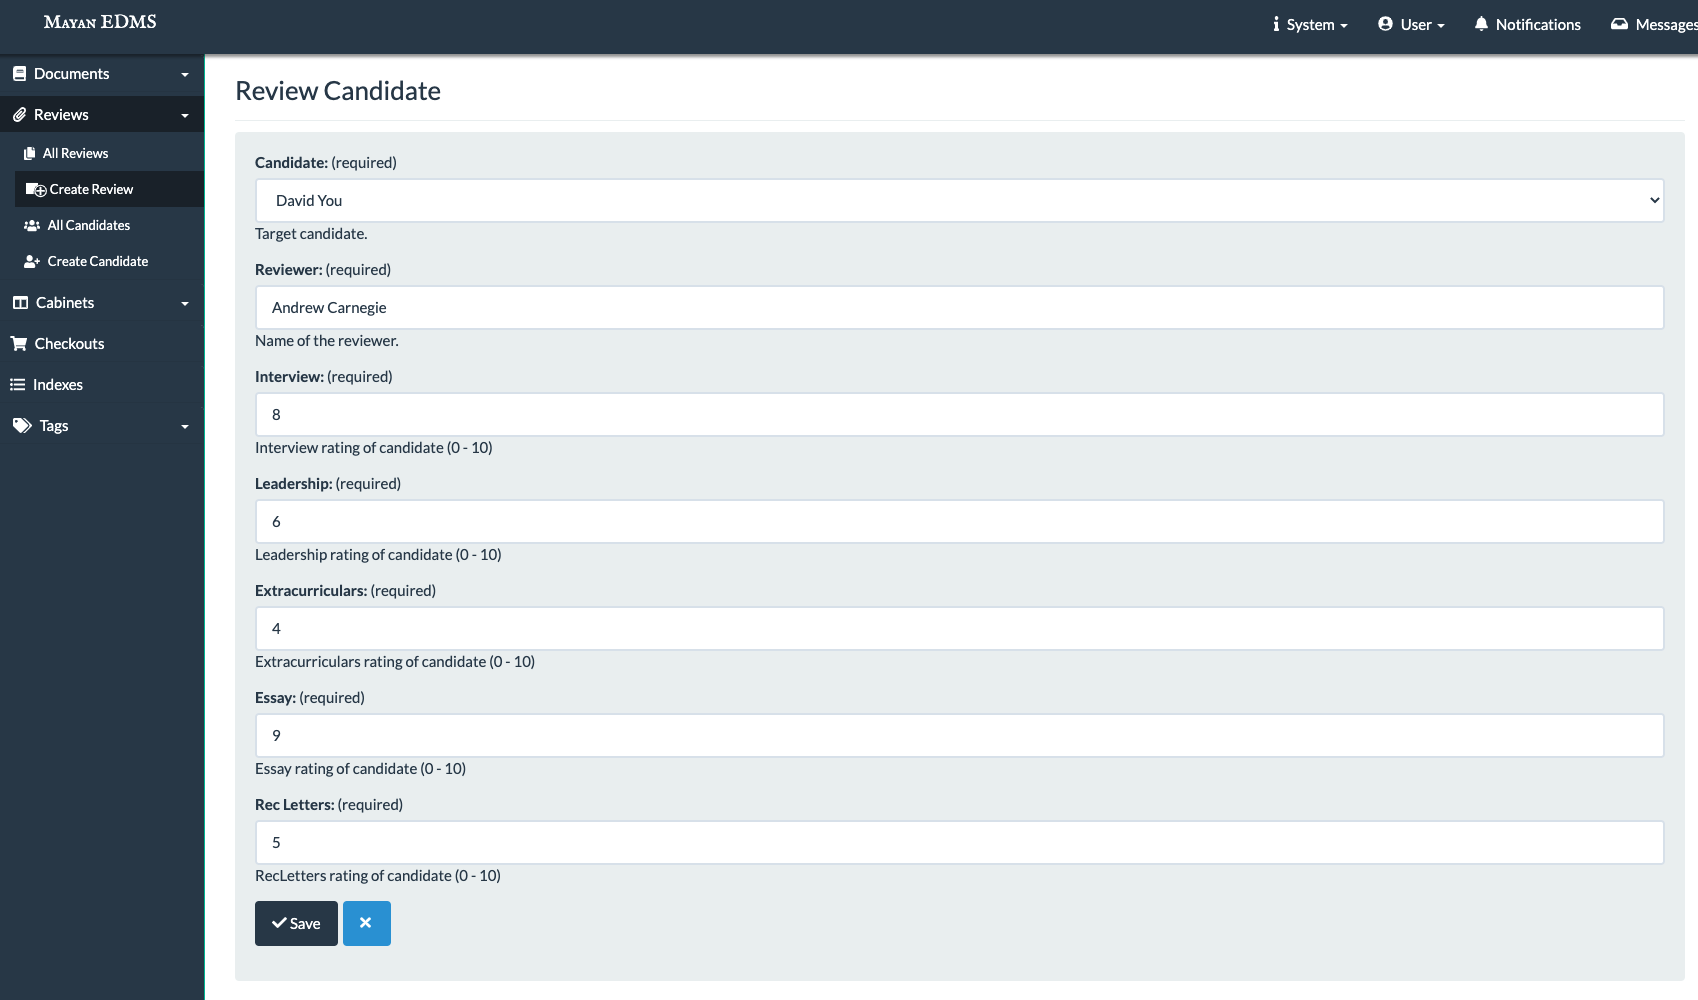 Mayan EDMS
System
User
Notifications
Messages
Documents
Reviews
All Reviews
Create Review
All Candidates
Create Candidate
Cabinets
Checkouts
Indexes
Tags
Review Candidate
Candidate: (required)
David You
Target candidate.
Reviewer: (required)
Andrew Carnegie
Name of the reviewer.
Interview: (required)
8
Interview rating of candidate (0 - 10)
Leadership: (required)
6
Leadership rating of candidate (0 - 10)
Extracurriculars: (required)
4
Extracurriculars rating of candidate (0 - 10)
Essay: (required)
9
Essay rating of candidate (0 - 10)
Rec Letters: (required)
5
RecLetters rating of candidate (0 - 10)
Save